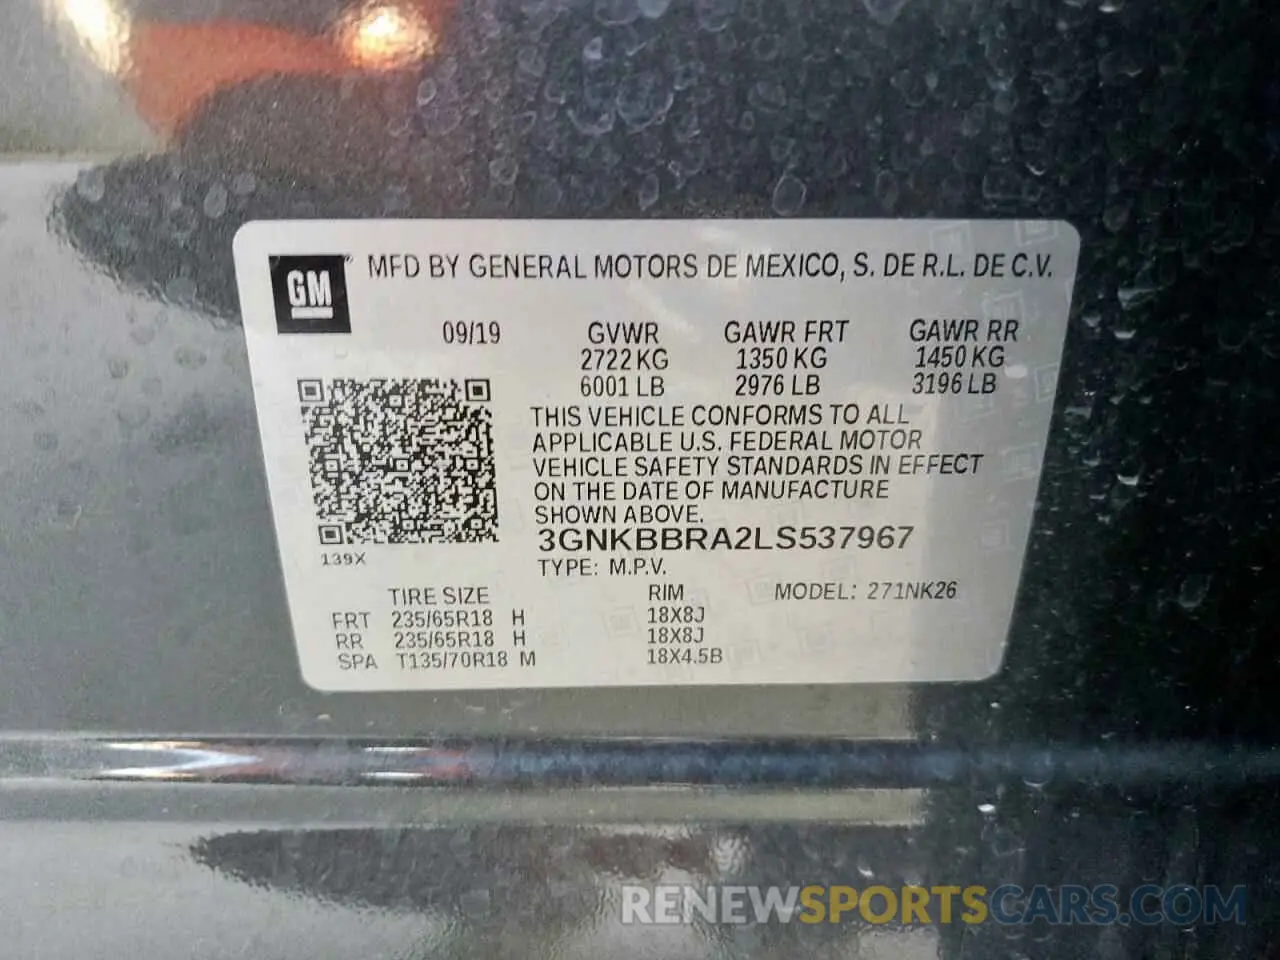 GM
MFD BY GENERAL MOTORS DE MEXICO, S. DE R.L. DE C.V.
09/19 GVWR GAWR FRT GAWR RR
2722 KG 1350 KG 1450 KG
6001 LB 2976 LB 3196 LB
THIS VEHICLE CONFORMS TO ALL
APPLICABLE U.S. FEDERAL MOTOR
VEHICLE SAFETY STANDARDS IN EFFECT
ON THE DATE OF MANUFACTURE
SHOWN ABOVE.
3GNKBBRA2LS537967
139X
TYPE: M.P.V.
TIRE SIZE RIM MODEL: 271NK26
FRT 235/65R18 H 18X8J
RR 235/65R18 H 18X8J
SPA T135/70R18 M 18X4.5B
RENEWSPORTSCARS.COM